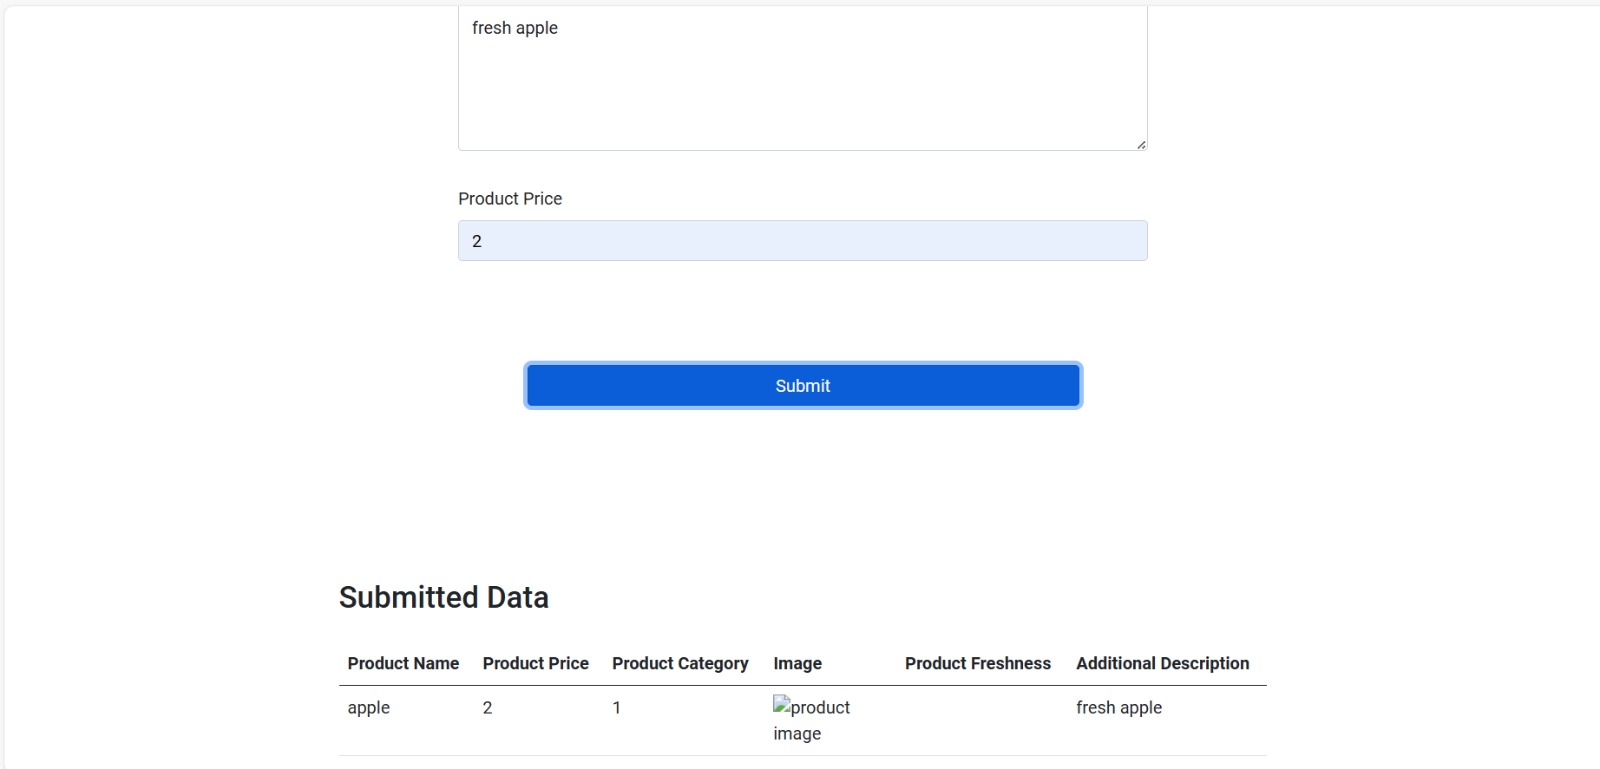 fresh apple
Product Price
2
Submit
Submitted Data
Product Name Product Price Product Category Image Product Freshness Additional Description
apple 2 1 product image fresh apple